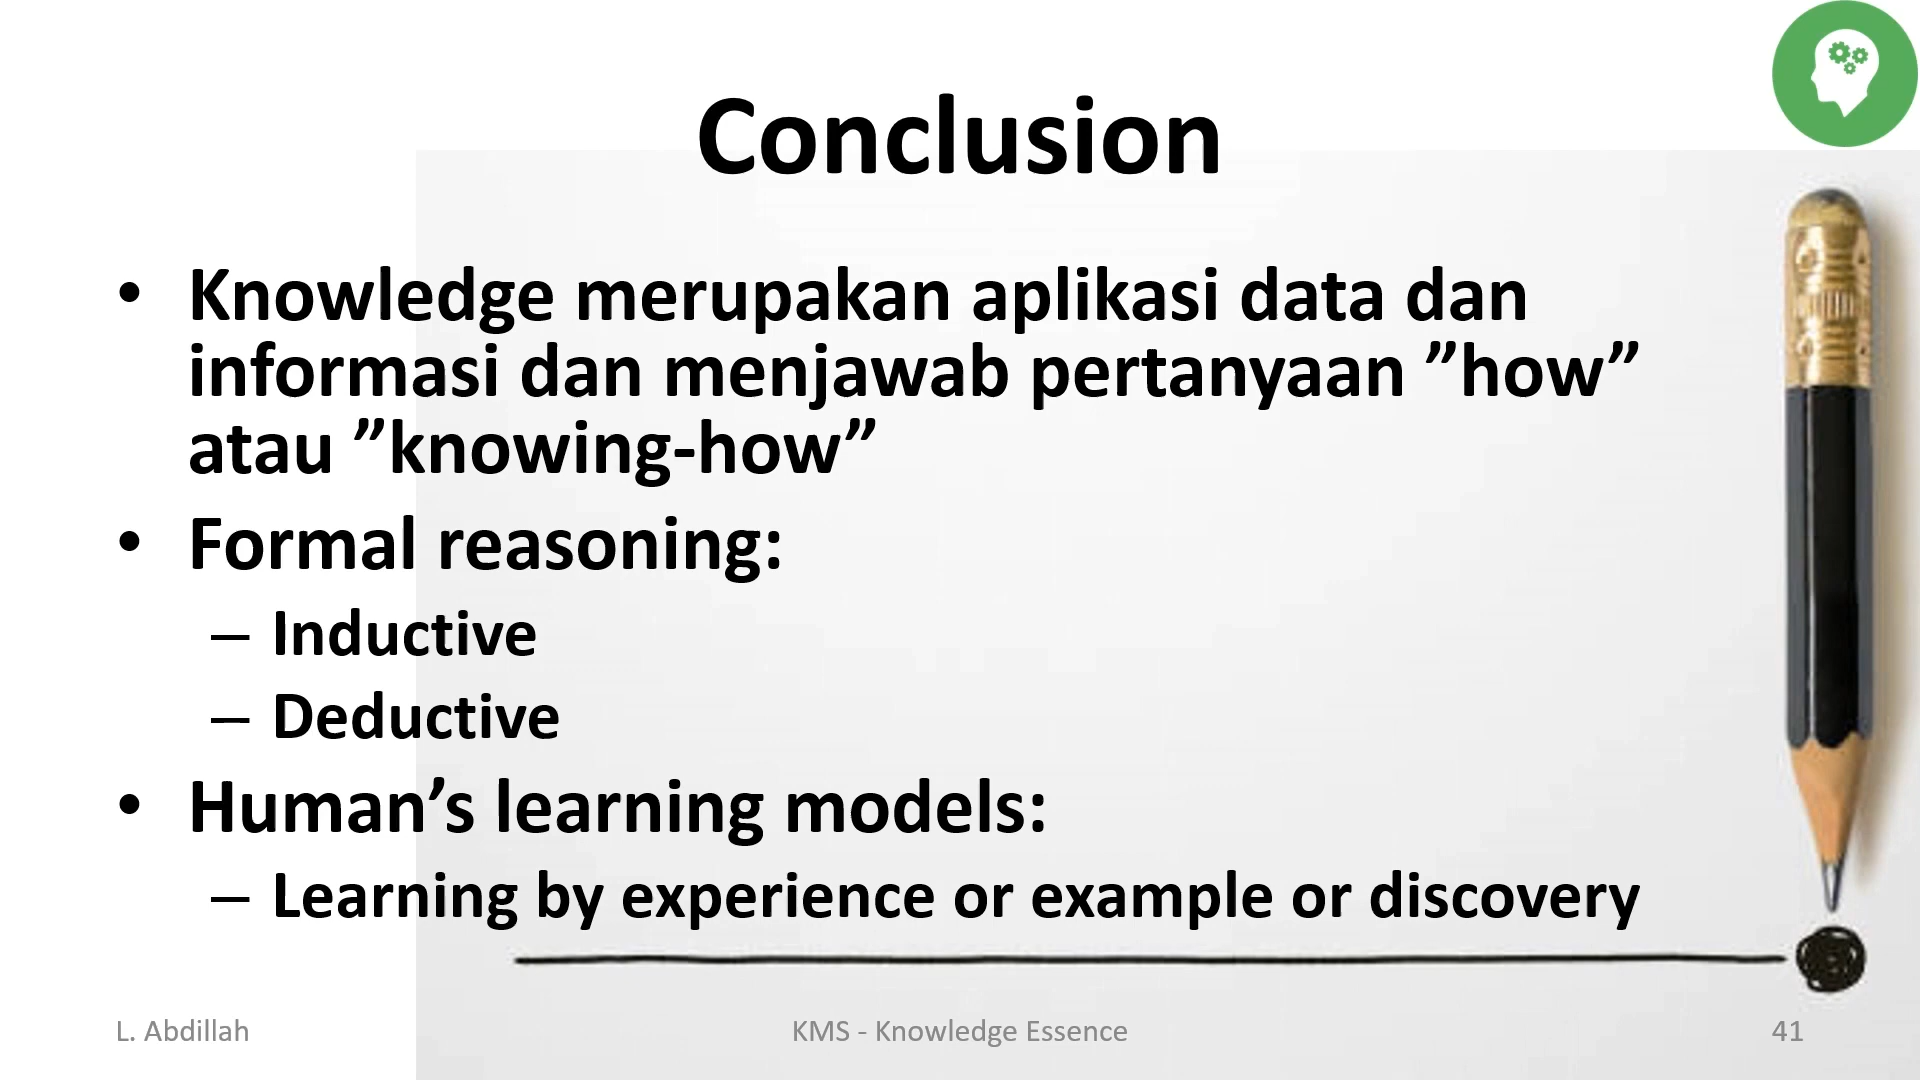 Conclusion
• Knowledge merupakan aplikasi data dan
informasi dan menjawab pertanyaan ”how”
atau ”knowing-how”
• Formal reasoning:
– Inductive
– Deductive
• Human’s learning models:
– Learning by experience or example or discovery
L. Abdillah
KMS - Knowledge Essence
41